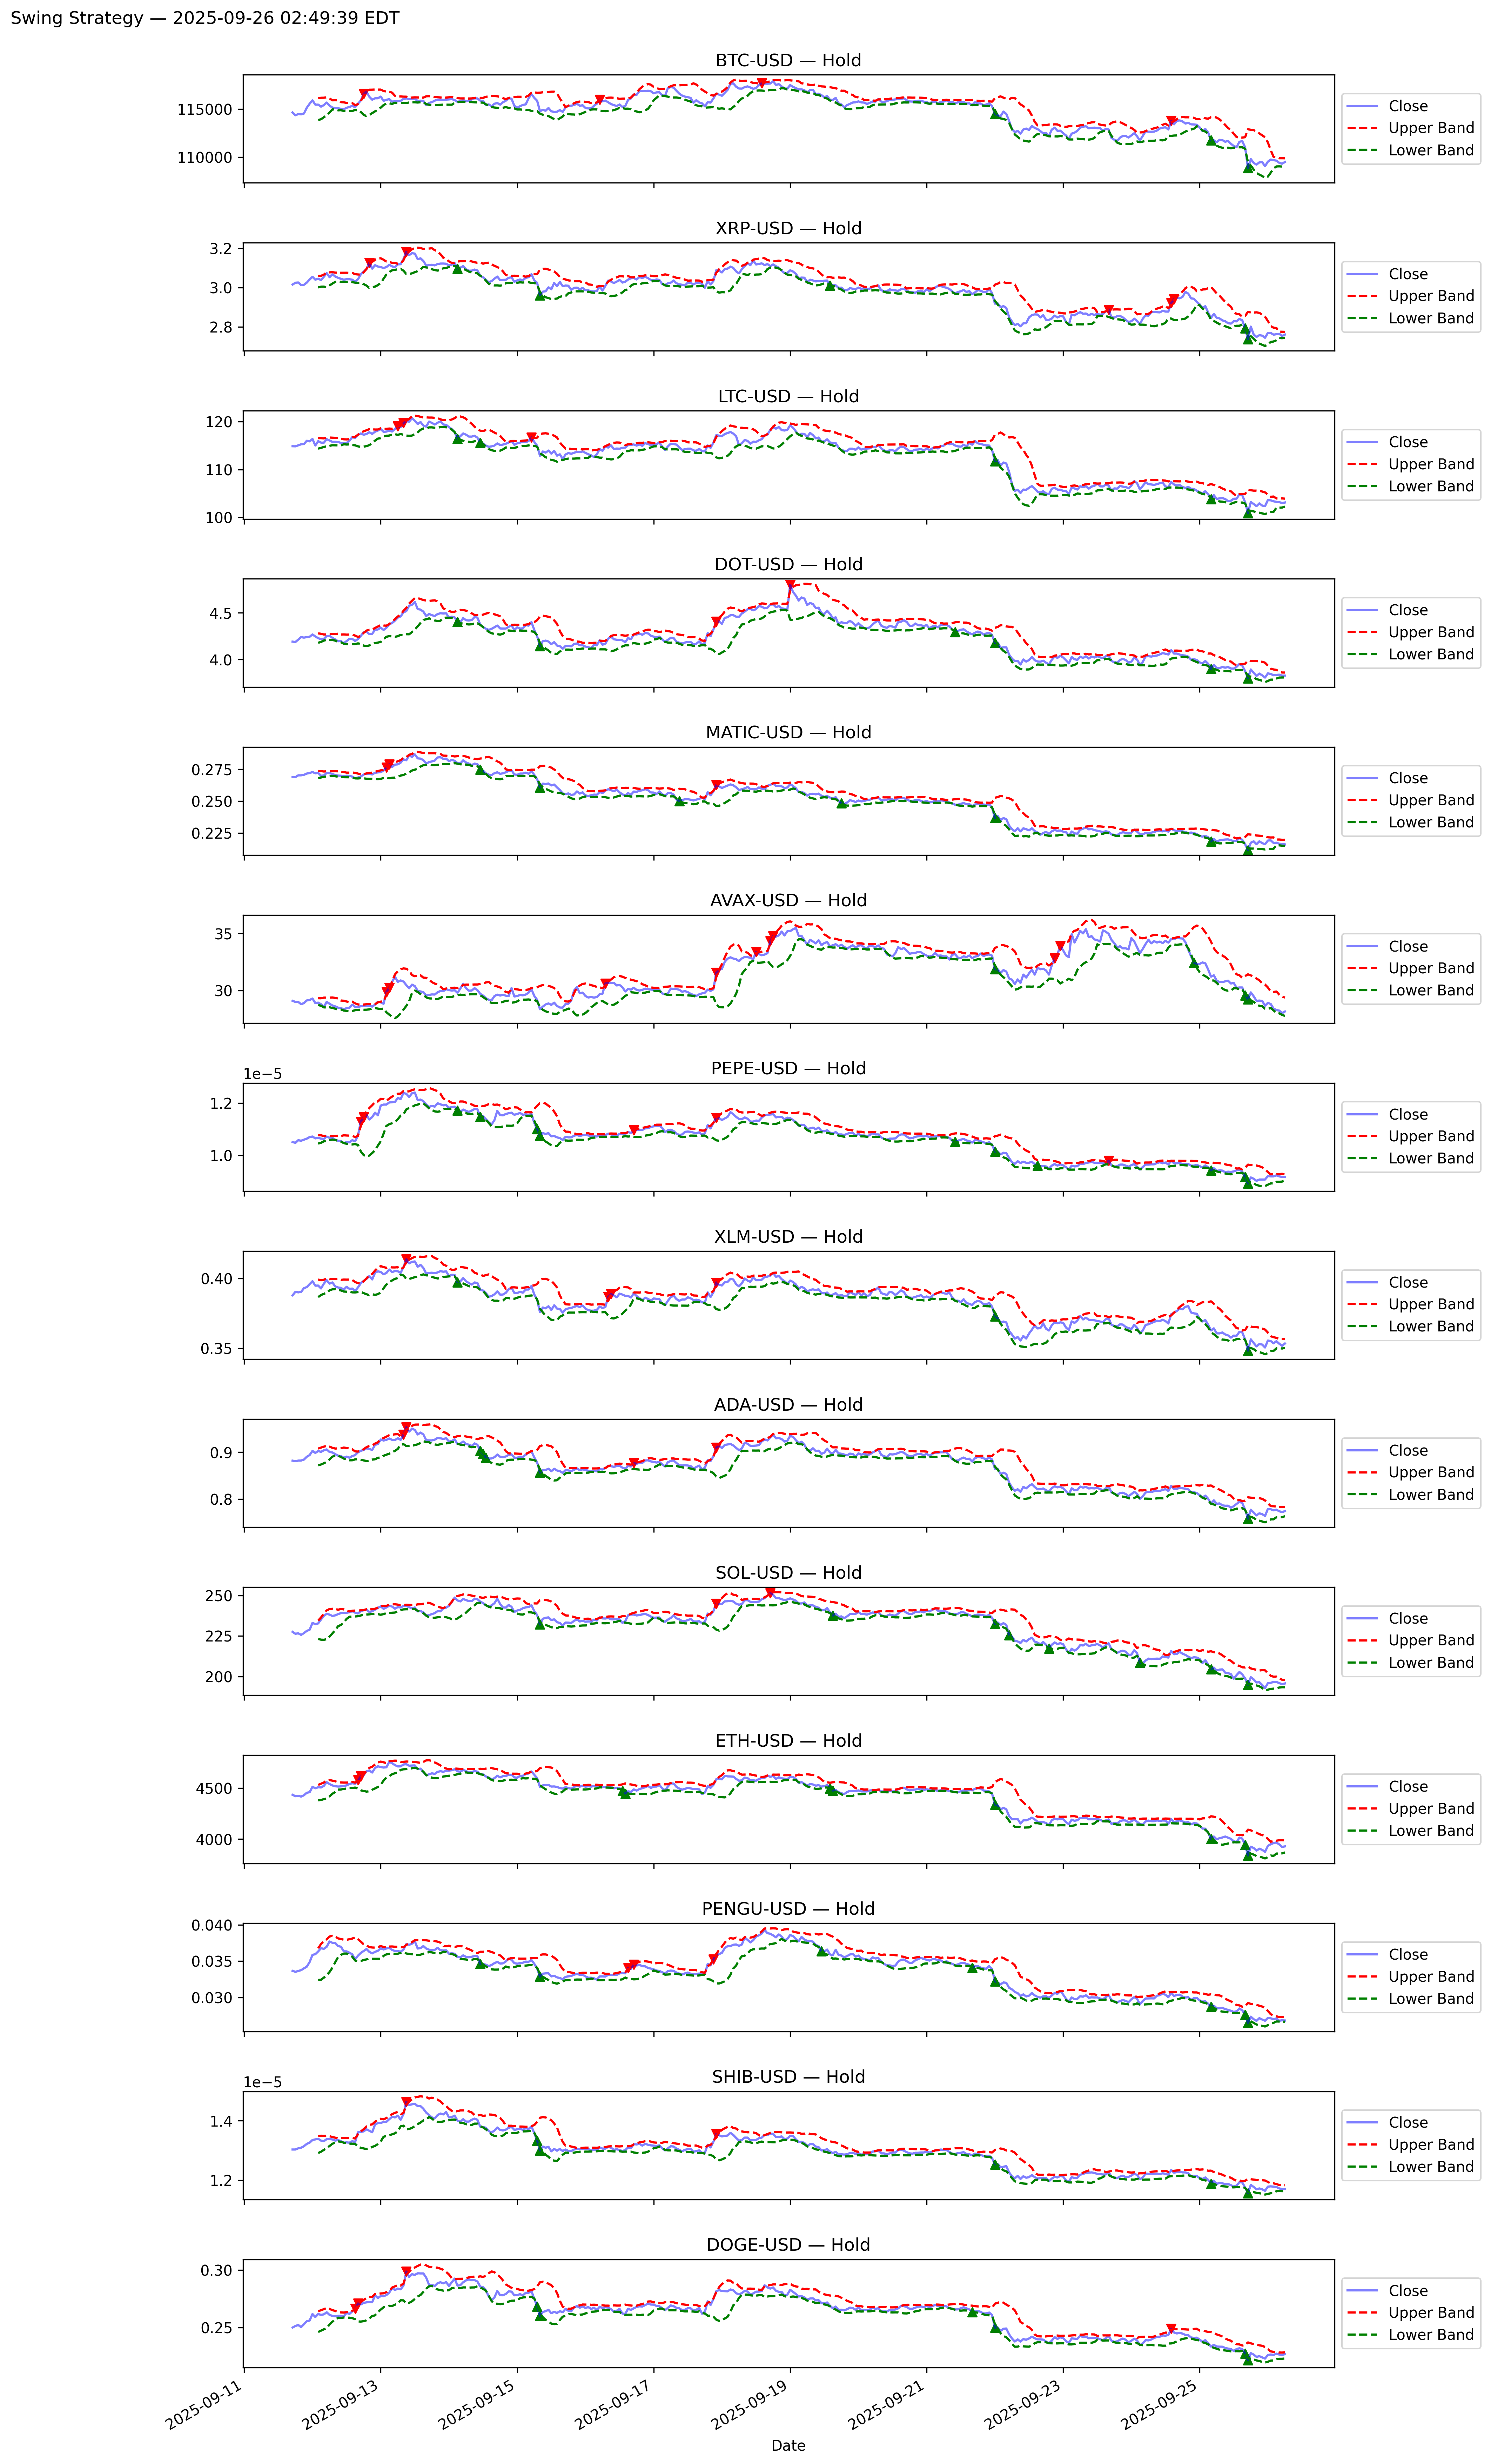 Swing Strategy — 2025-09-26 02:49:39 EDT
BTC-USD — Hold
115000
110000
Close
Upper Band
Lower Band
XRP-USD — Hold
3.2
3.0
2.8
Close
Upper Band
Lower Band
LTC-USD — Hold
120
110
100
Close
Upper Band
Lower Band
DOT-USD — Hold
4.5
4.0
Close
Upper Band
Lower Band
MATIC-USD — Hold
0.275
0.250
0.225
Close
Upper Band
Lower Band
AVAX-USD — Hold
35
30
Close
Upper Band
Lower Band
PEPE-USD — Hold
1e−5
1.2
1.0
Close
Upper Band
Lower Band
XLM-USD — Hold
0.40
0.35
Close
Upper Band
Lower Band
ADA-USD — Hold
0.9
0.8
Close
Upper Band
Lower Band
SOL-USD — Hold
250
225
200
Close
Upper Band
Lower Band
ETH-USD — Hold
4500
4000
Close
Upper Band
Lower Band
PENGU-USD — Hold
0.040
0.035
0.030
Close
Upper Band
Lower Band
SHIB-USD — Hold
1e−5
1.4
1.2
Close
Upper Band
Lower Band
DOGE-USD — Hold
0.30
0.25
Close
Upper Band
Lower Band
2025-09-11
2025-09-13
2025-09-15
2025-09-17
2025-09-19
2025-09-21
2025-09-23
2025-09-25
Date